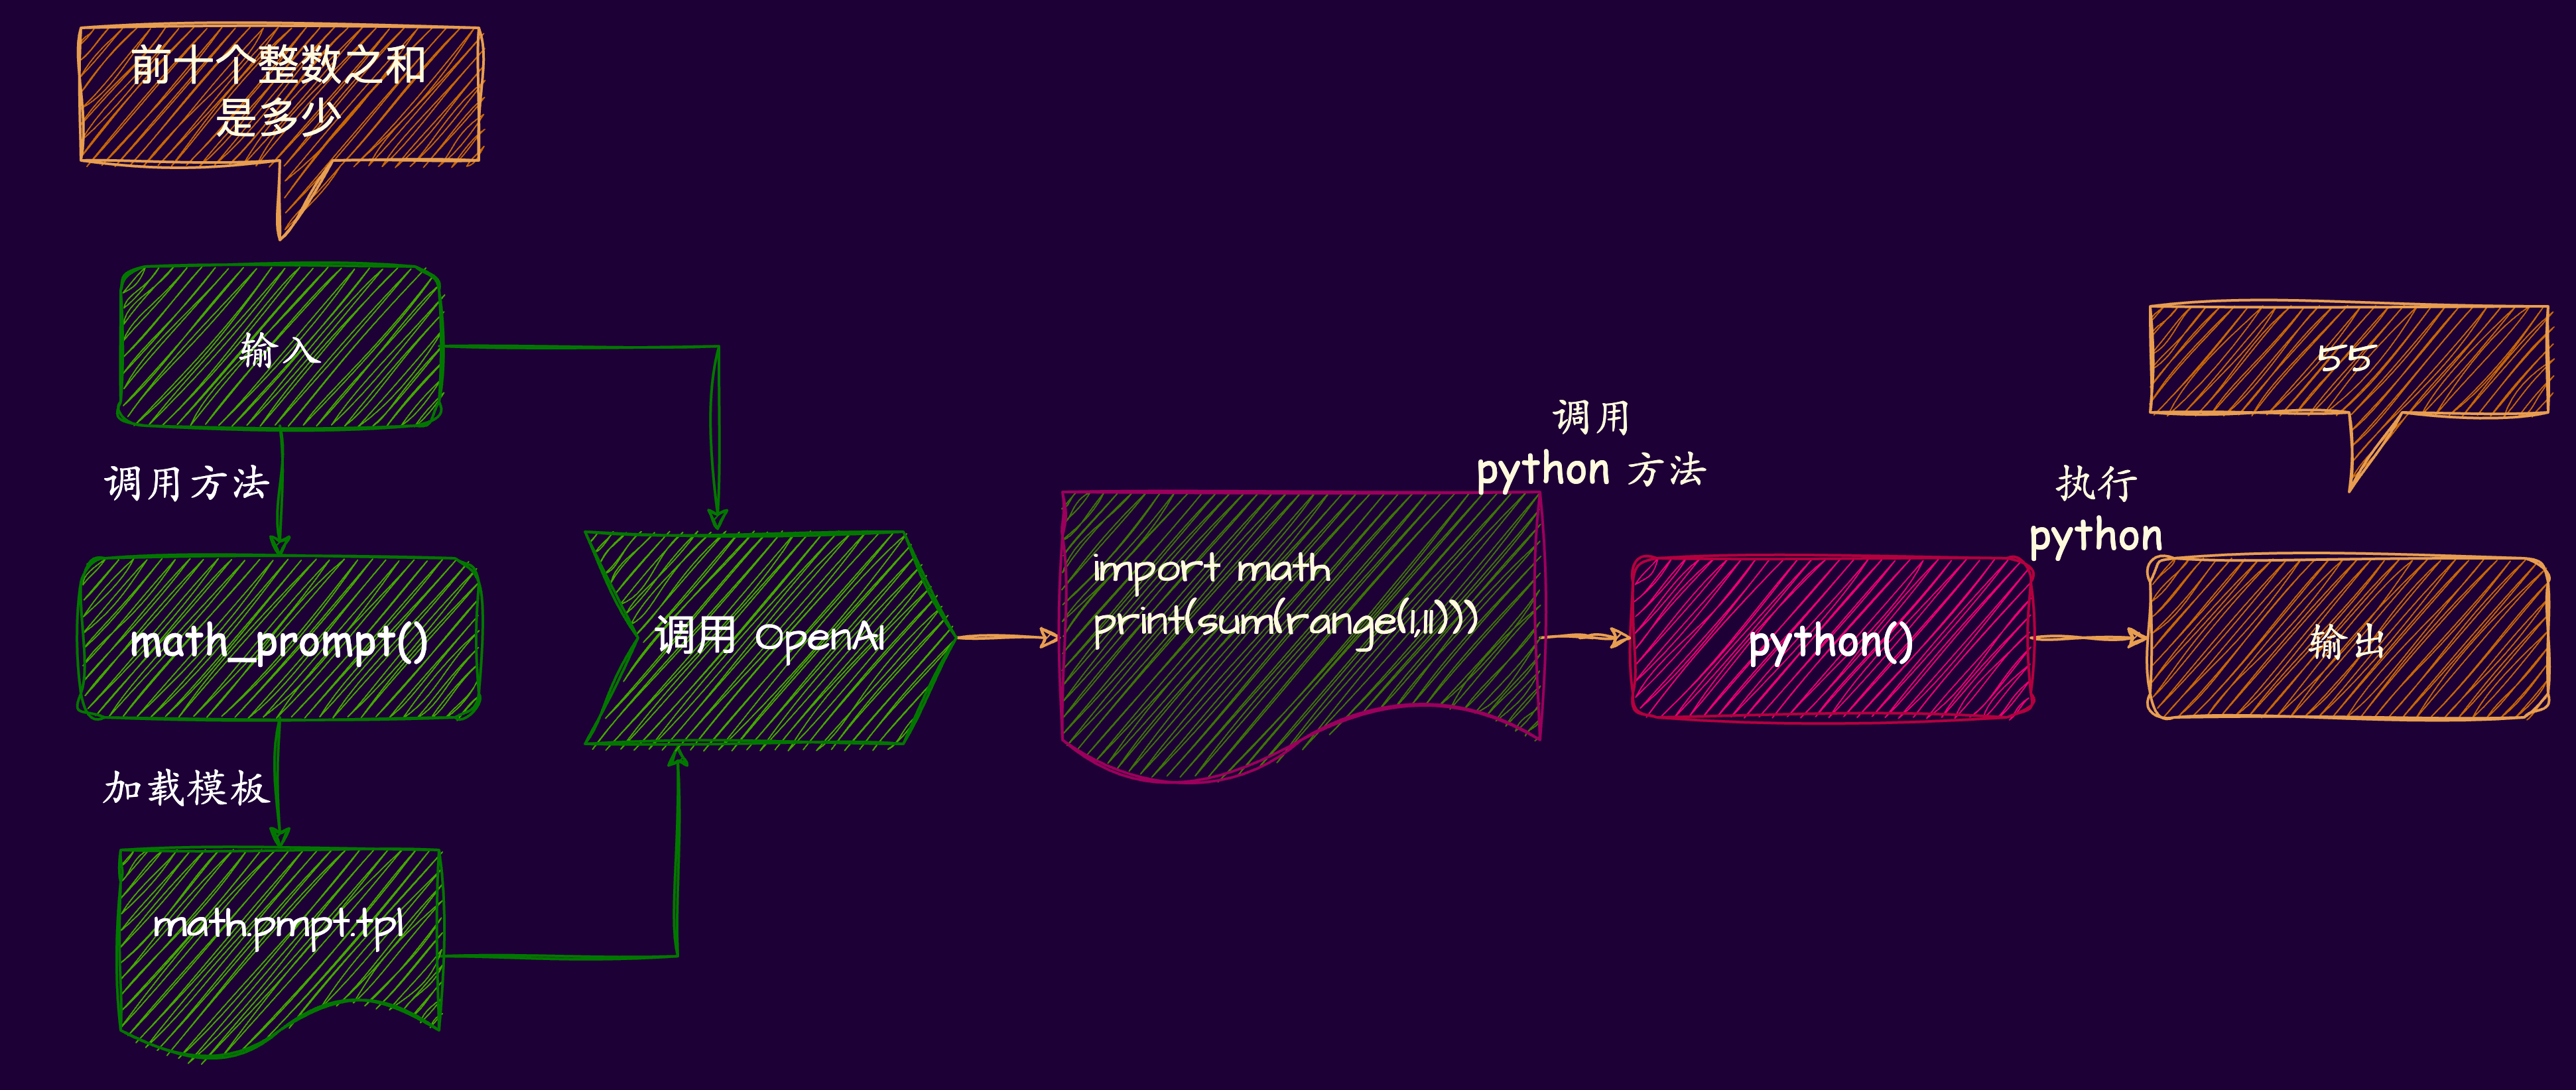 前十个整数之和
是多少
输入
调用方法
math_prompt()
加载模板
math.pmpt.tpl
调用 OpenAI
import math
print(sum(range(1,11)))
调用
python 方法
python()
执行
python
55
输出